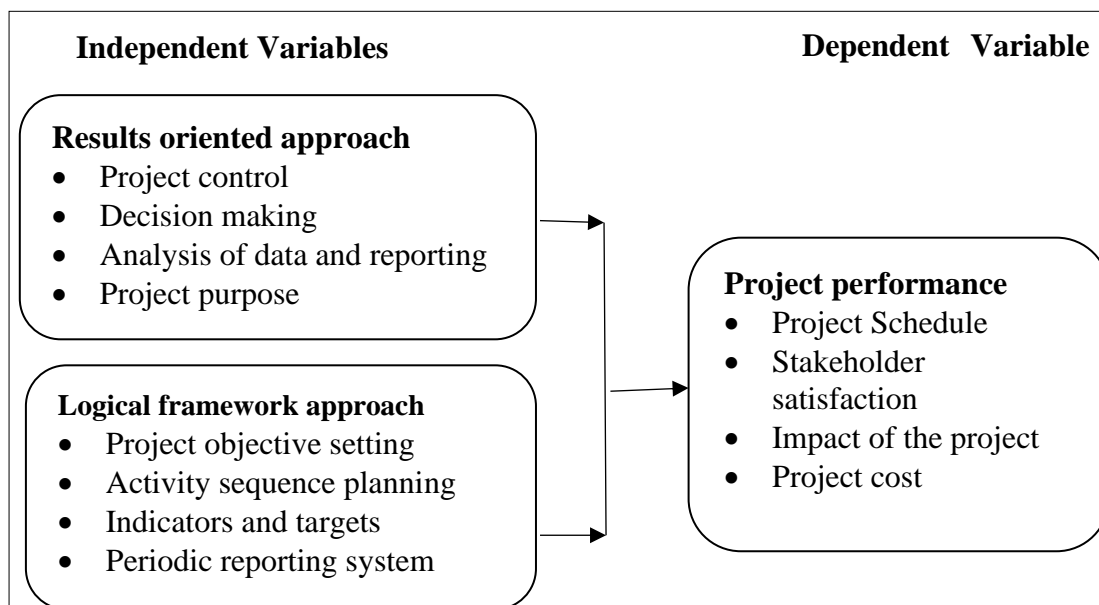 Independent Variables
Dependent Variable
Results oriented approach
• Project control
• Decision making
• Analysis of data and reporting
• Project purpose
Logical framework approach
• Project objective setting
• Activity sequence planning
• Indicators and targets
• Periodic reporting system
Project performance
• Project Schedule
• Stakeholder
satisfaction
• Impact of the project
• Project cost